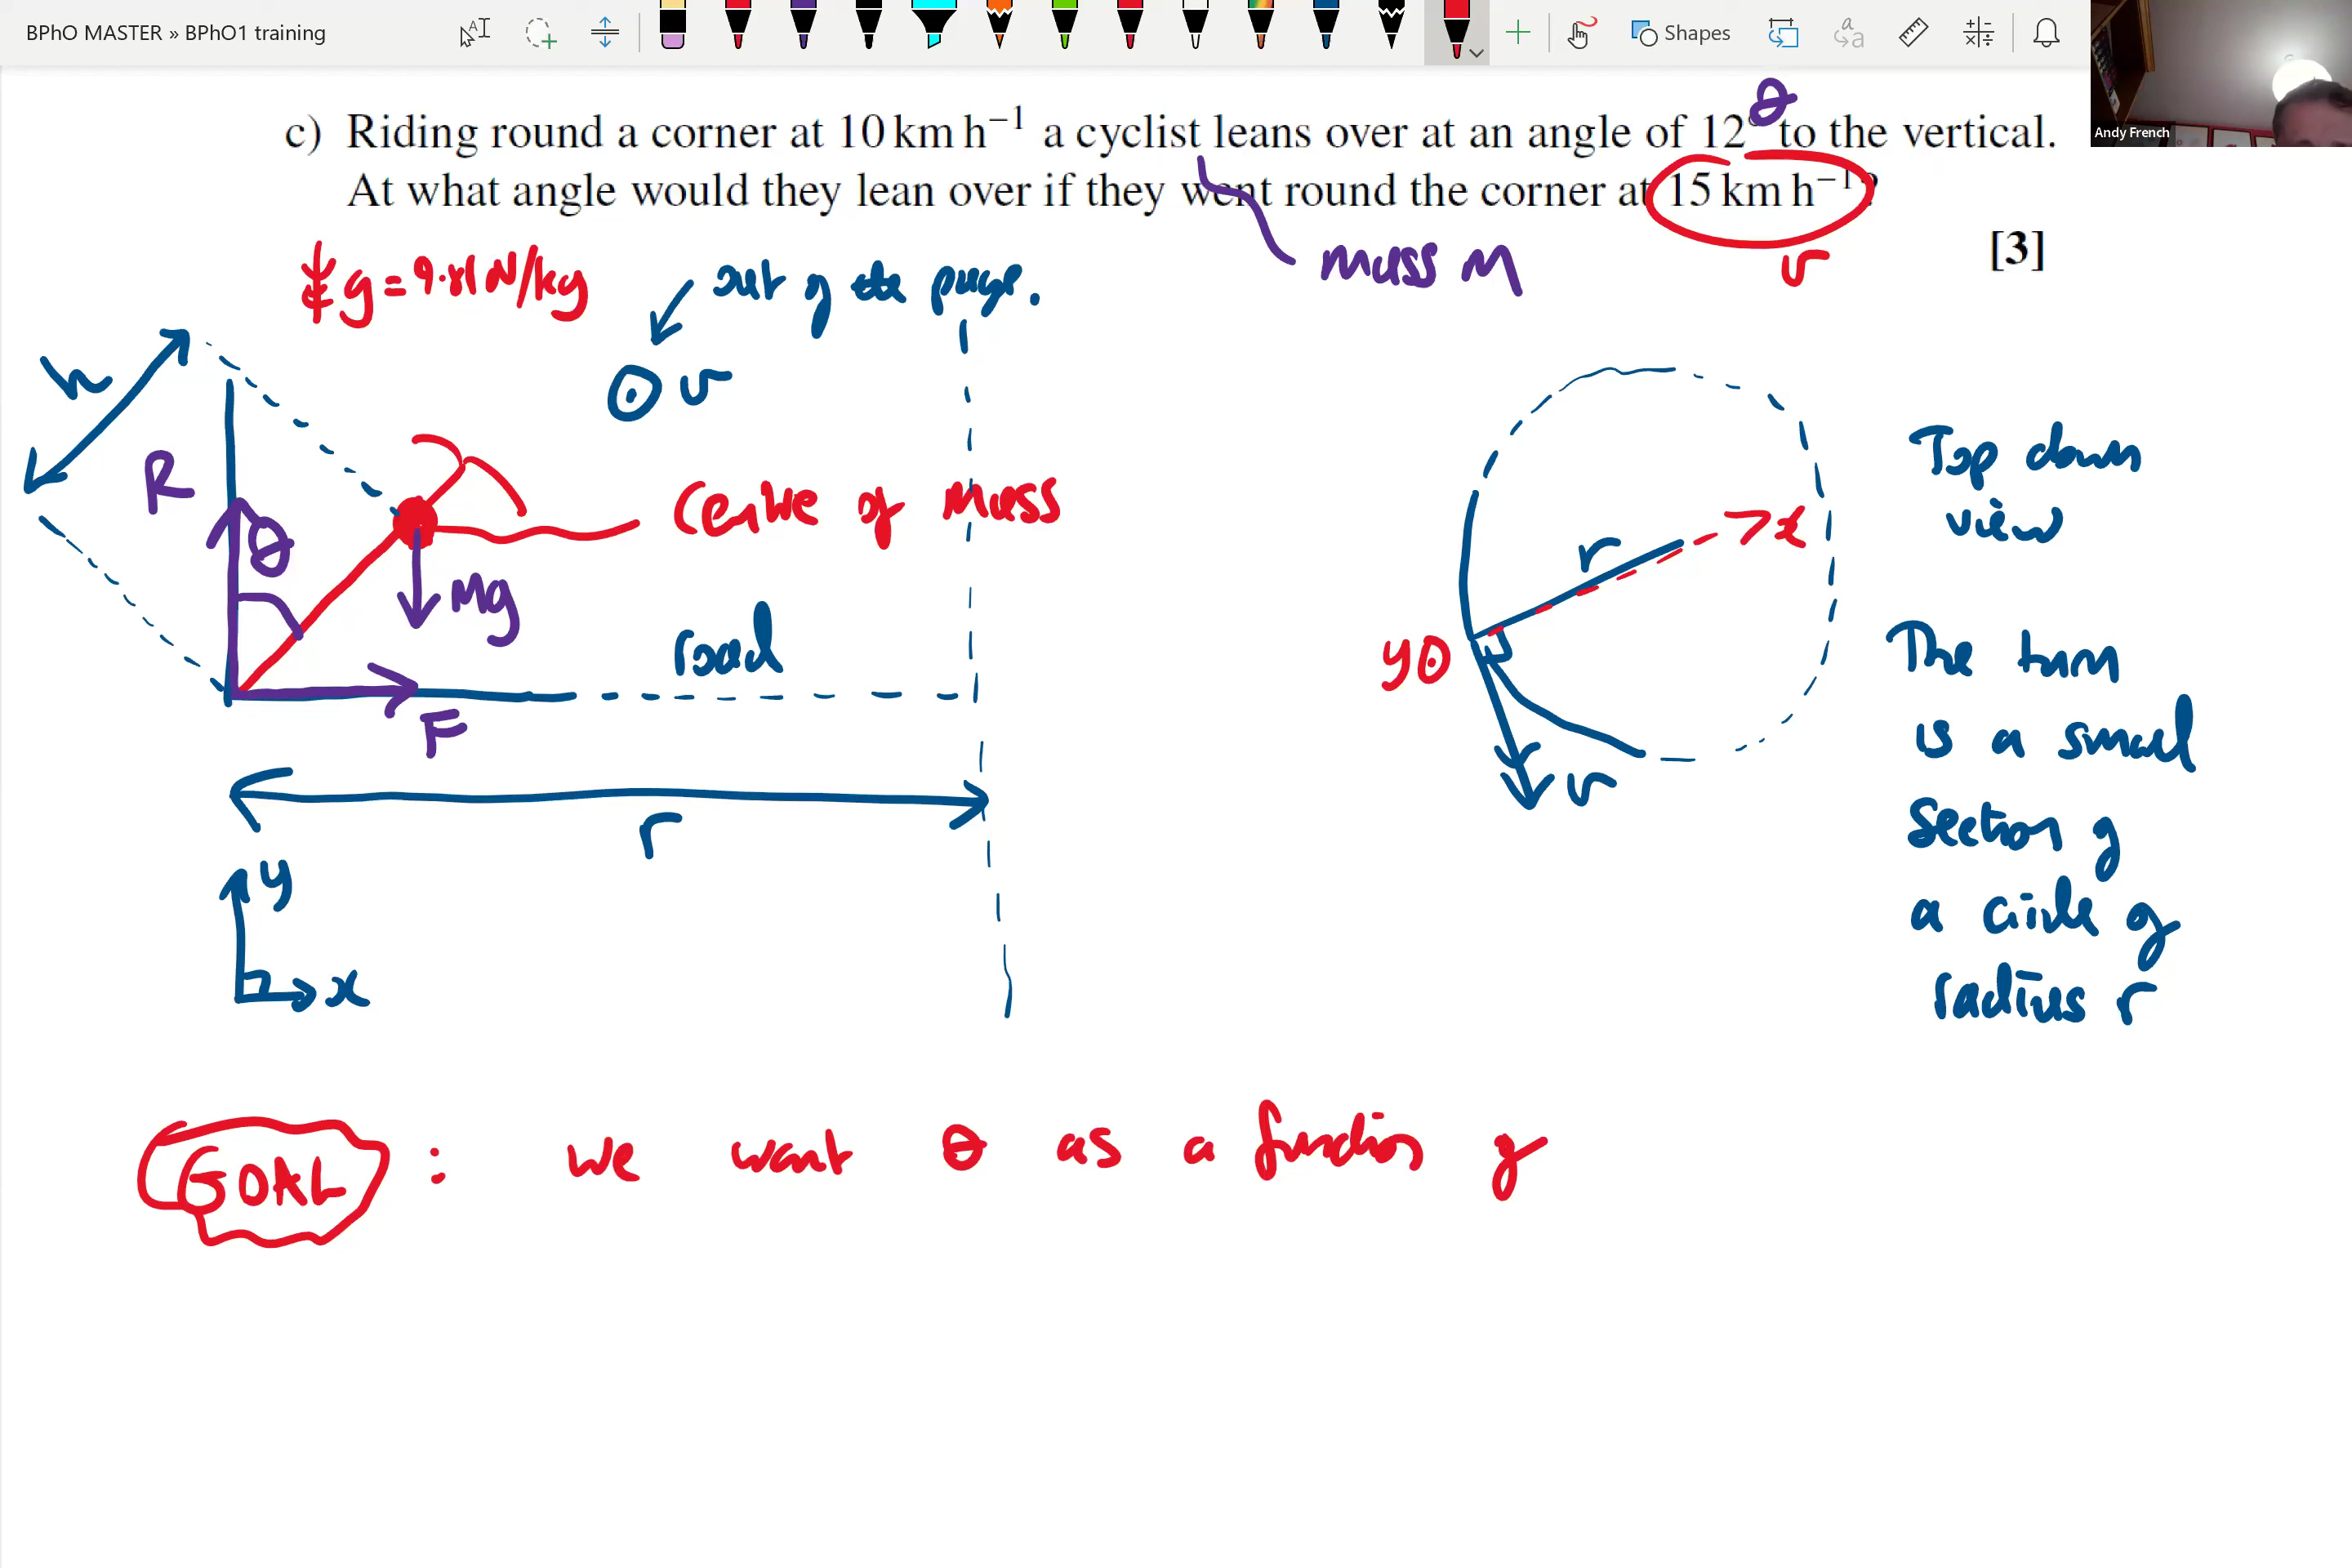 BPhO MASTER » BPhO1 training
Shapes
Andy French
θ
c) Riding round a corner at 10 km h⁻¹ a cyclist leans over at an angle of 12° to the vertical.
At what angle would they lean over if they went round the corner at 15 km h⁻¹?
[3]
mass M
v
g = 9.81 N/kg
out of the page.
v
h
R
θ
Centre of mass
Mg
road
F
r
y
x
r
x
y
v
Top down
view
The turn
is a small
Section of
a circle of
radius r
GOAL : we want θ as a function of